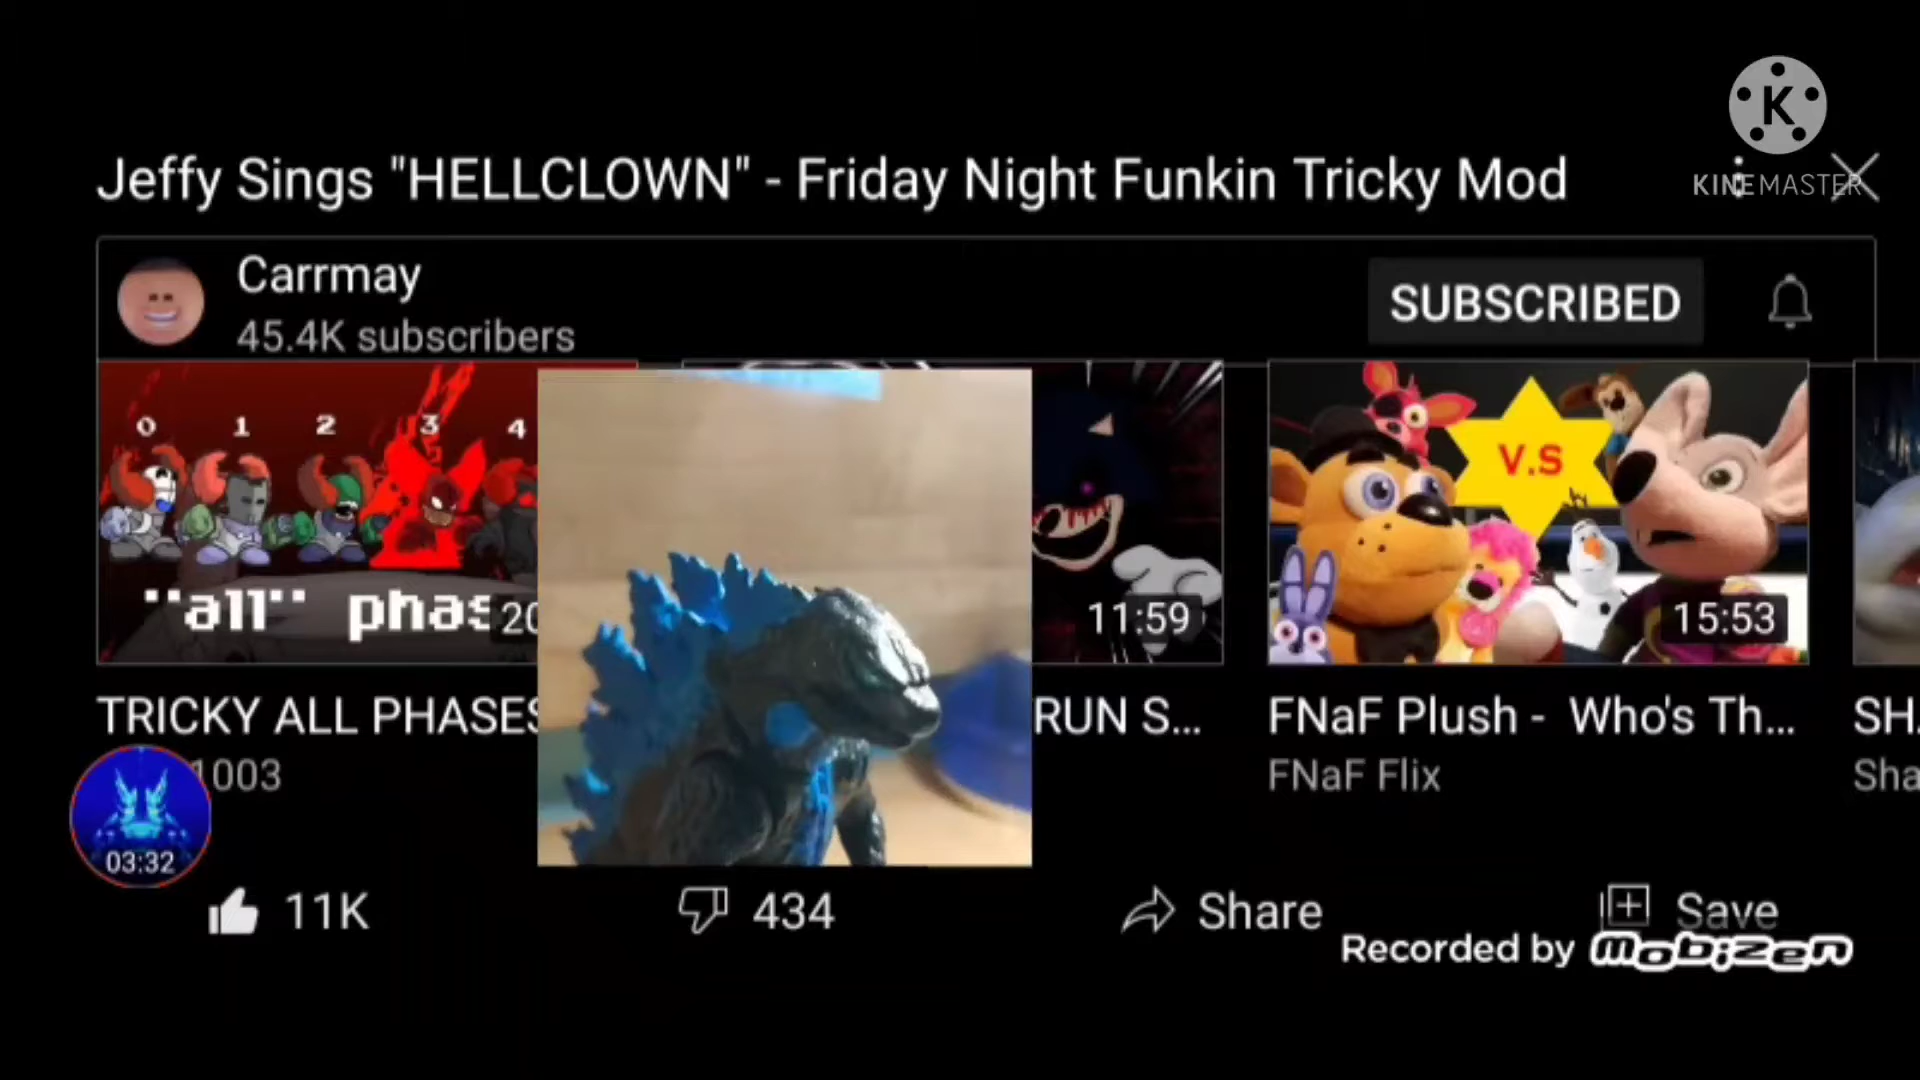 K
KINEMASTER
Jeffy Sings "HELLCLOWN" - Friday Night Funkin Tricky Mod
Carrmay
45.4K subscribers
SUBSCRIBED
0 1 2 3 4
V.S
"all" phas
20
11:59
15:53
TRICKY ALL PHASES
RUN S...
FNaF Plush - Who's Th...
SH
1003
FNaF Flix
Sha
03:32
11K
434
Share
Save
Recorded by mobizen